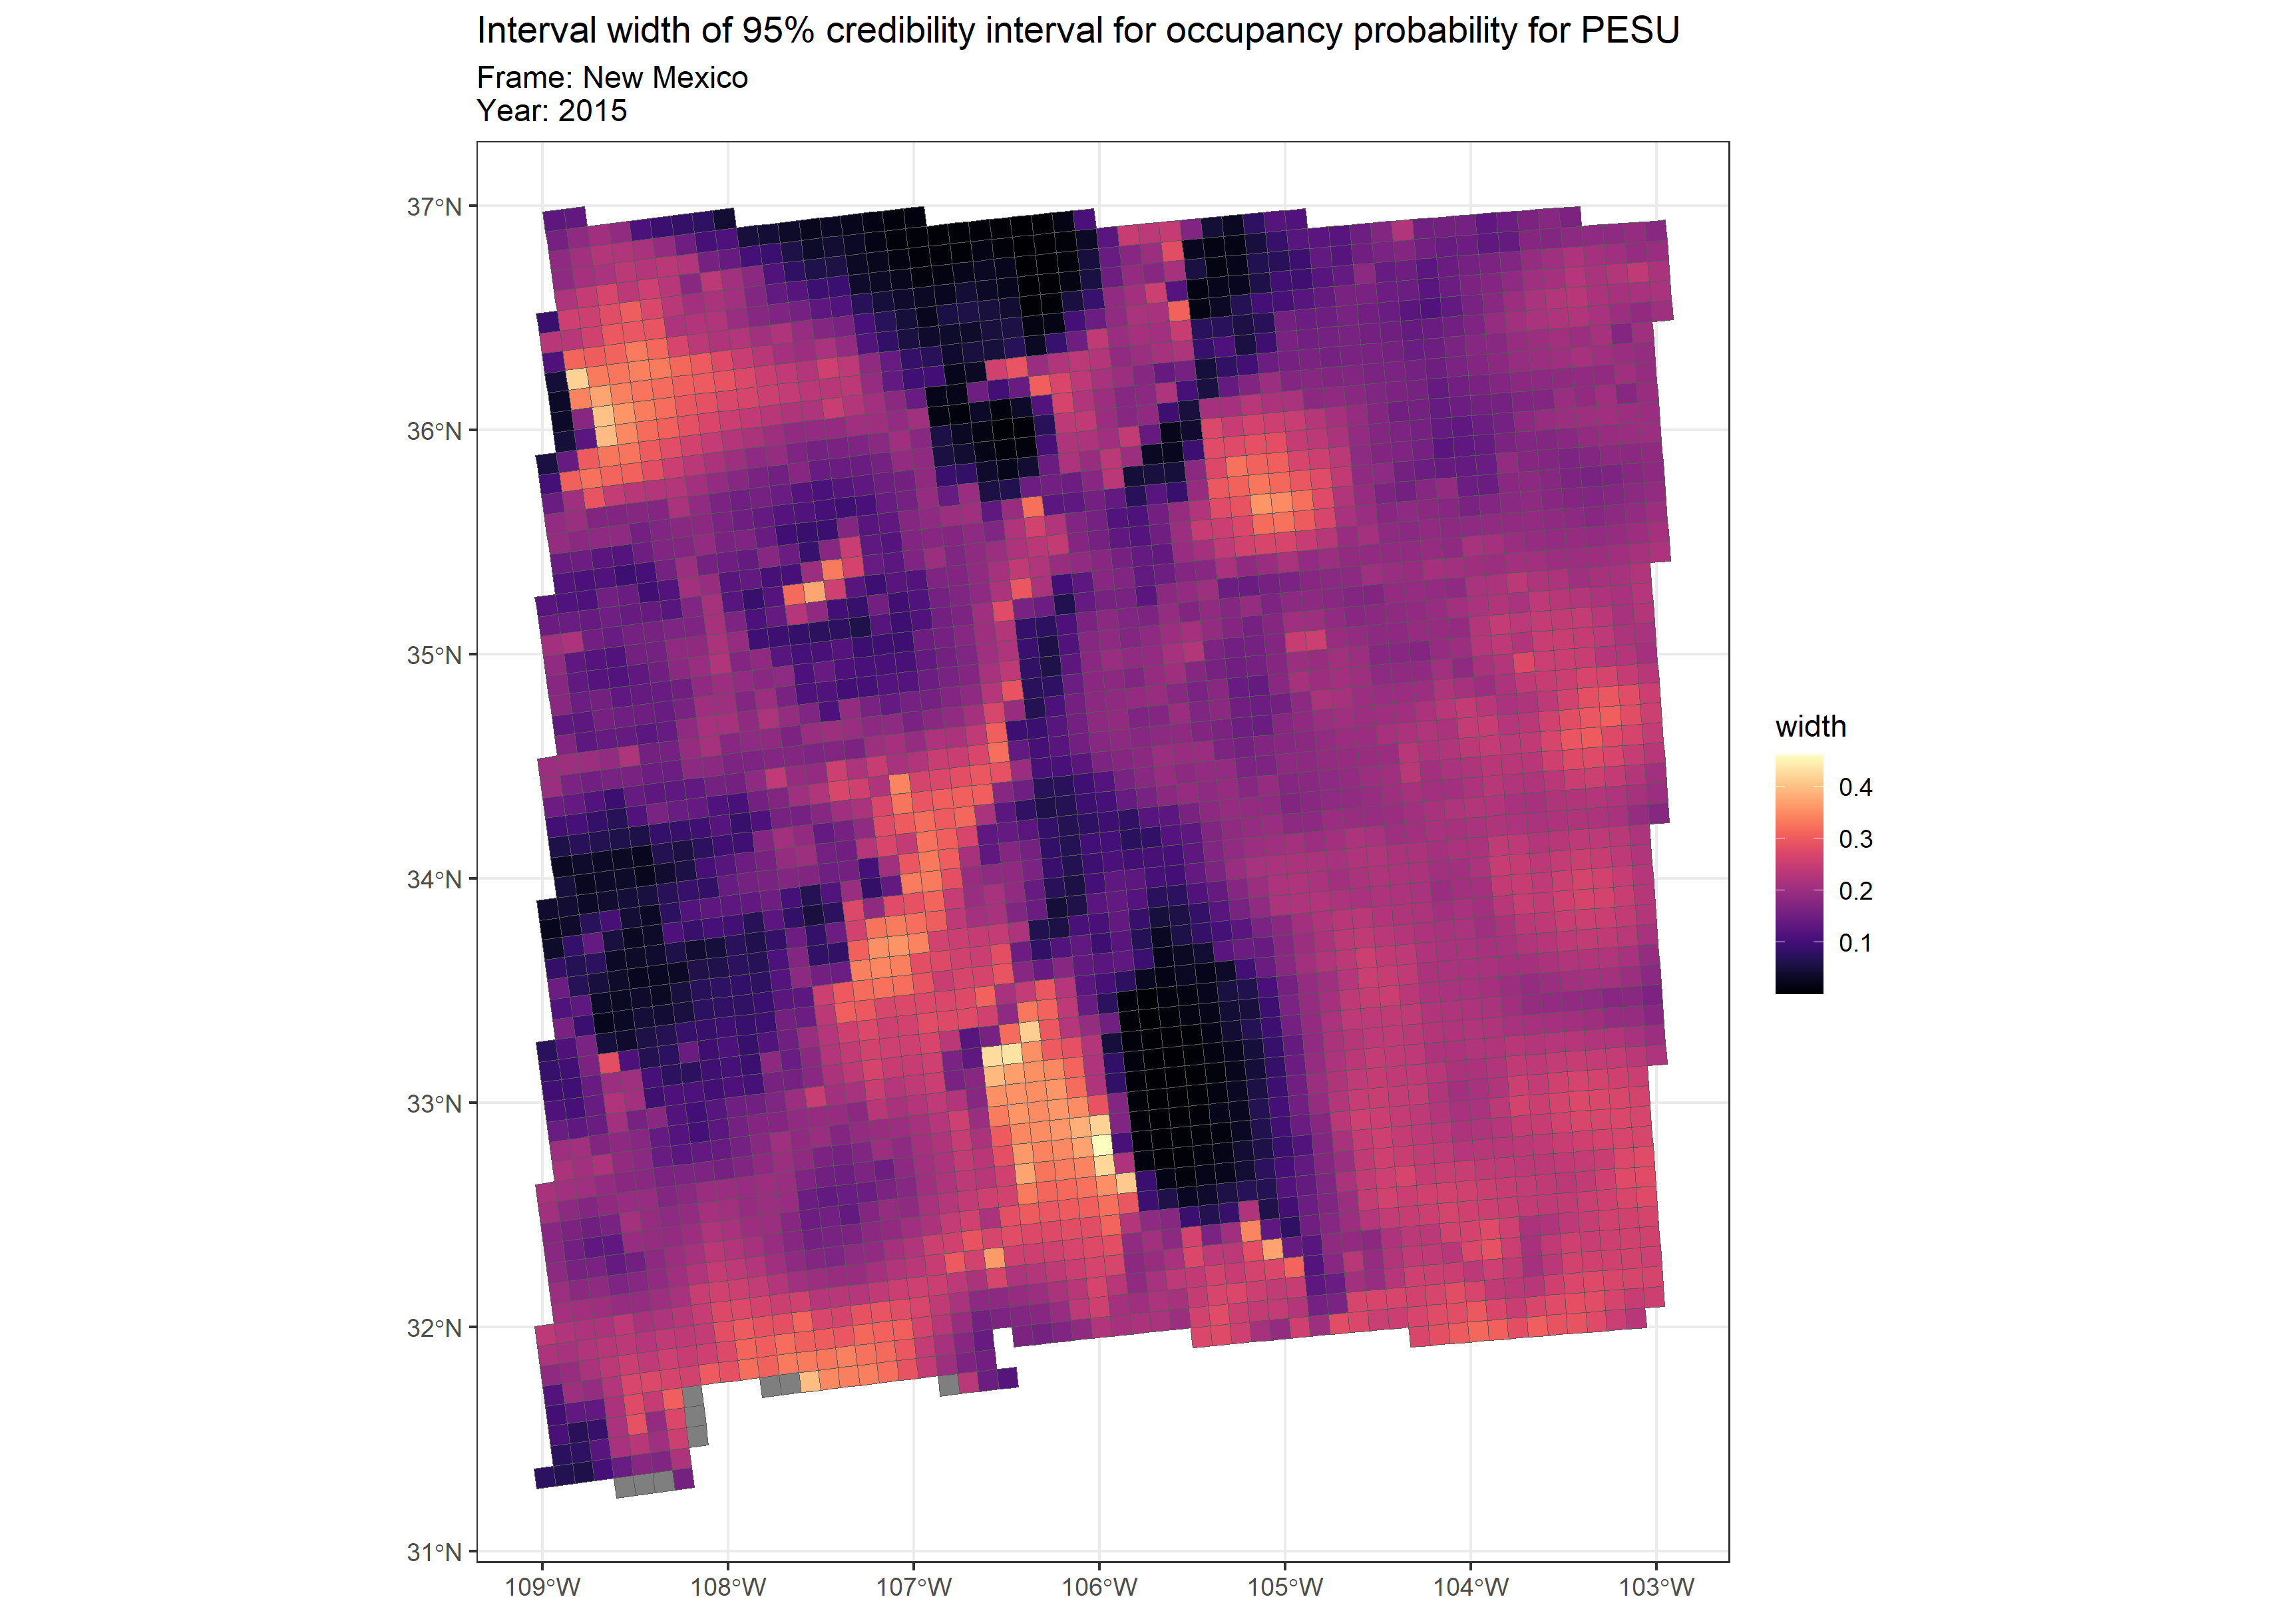 Interval width of 95% credibility interval for occupancy probability for PESU
Frame: New Mexico
Year: 2015
37°N
36°N
35°N
34°N
33°N
32°N
31°N
109°W
108°W
107°W
106°W
105°W
104°W
103°W
width
0.4
0.3
0.2
0.1